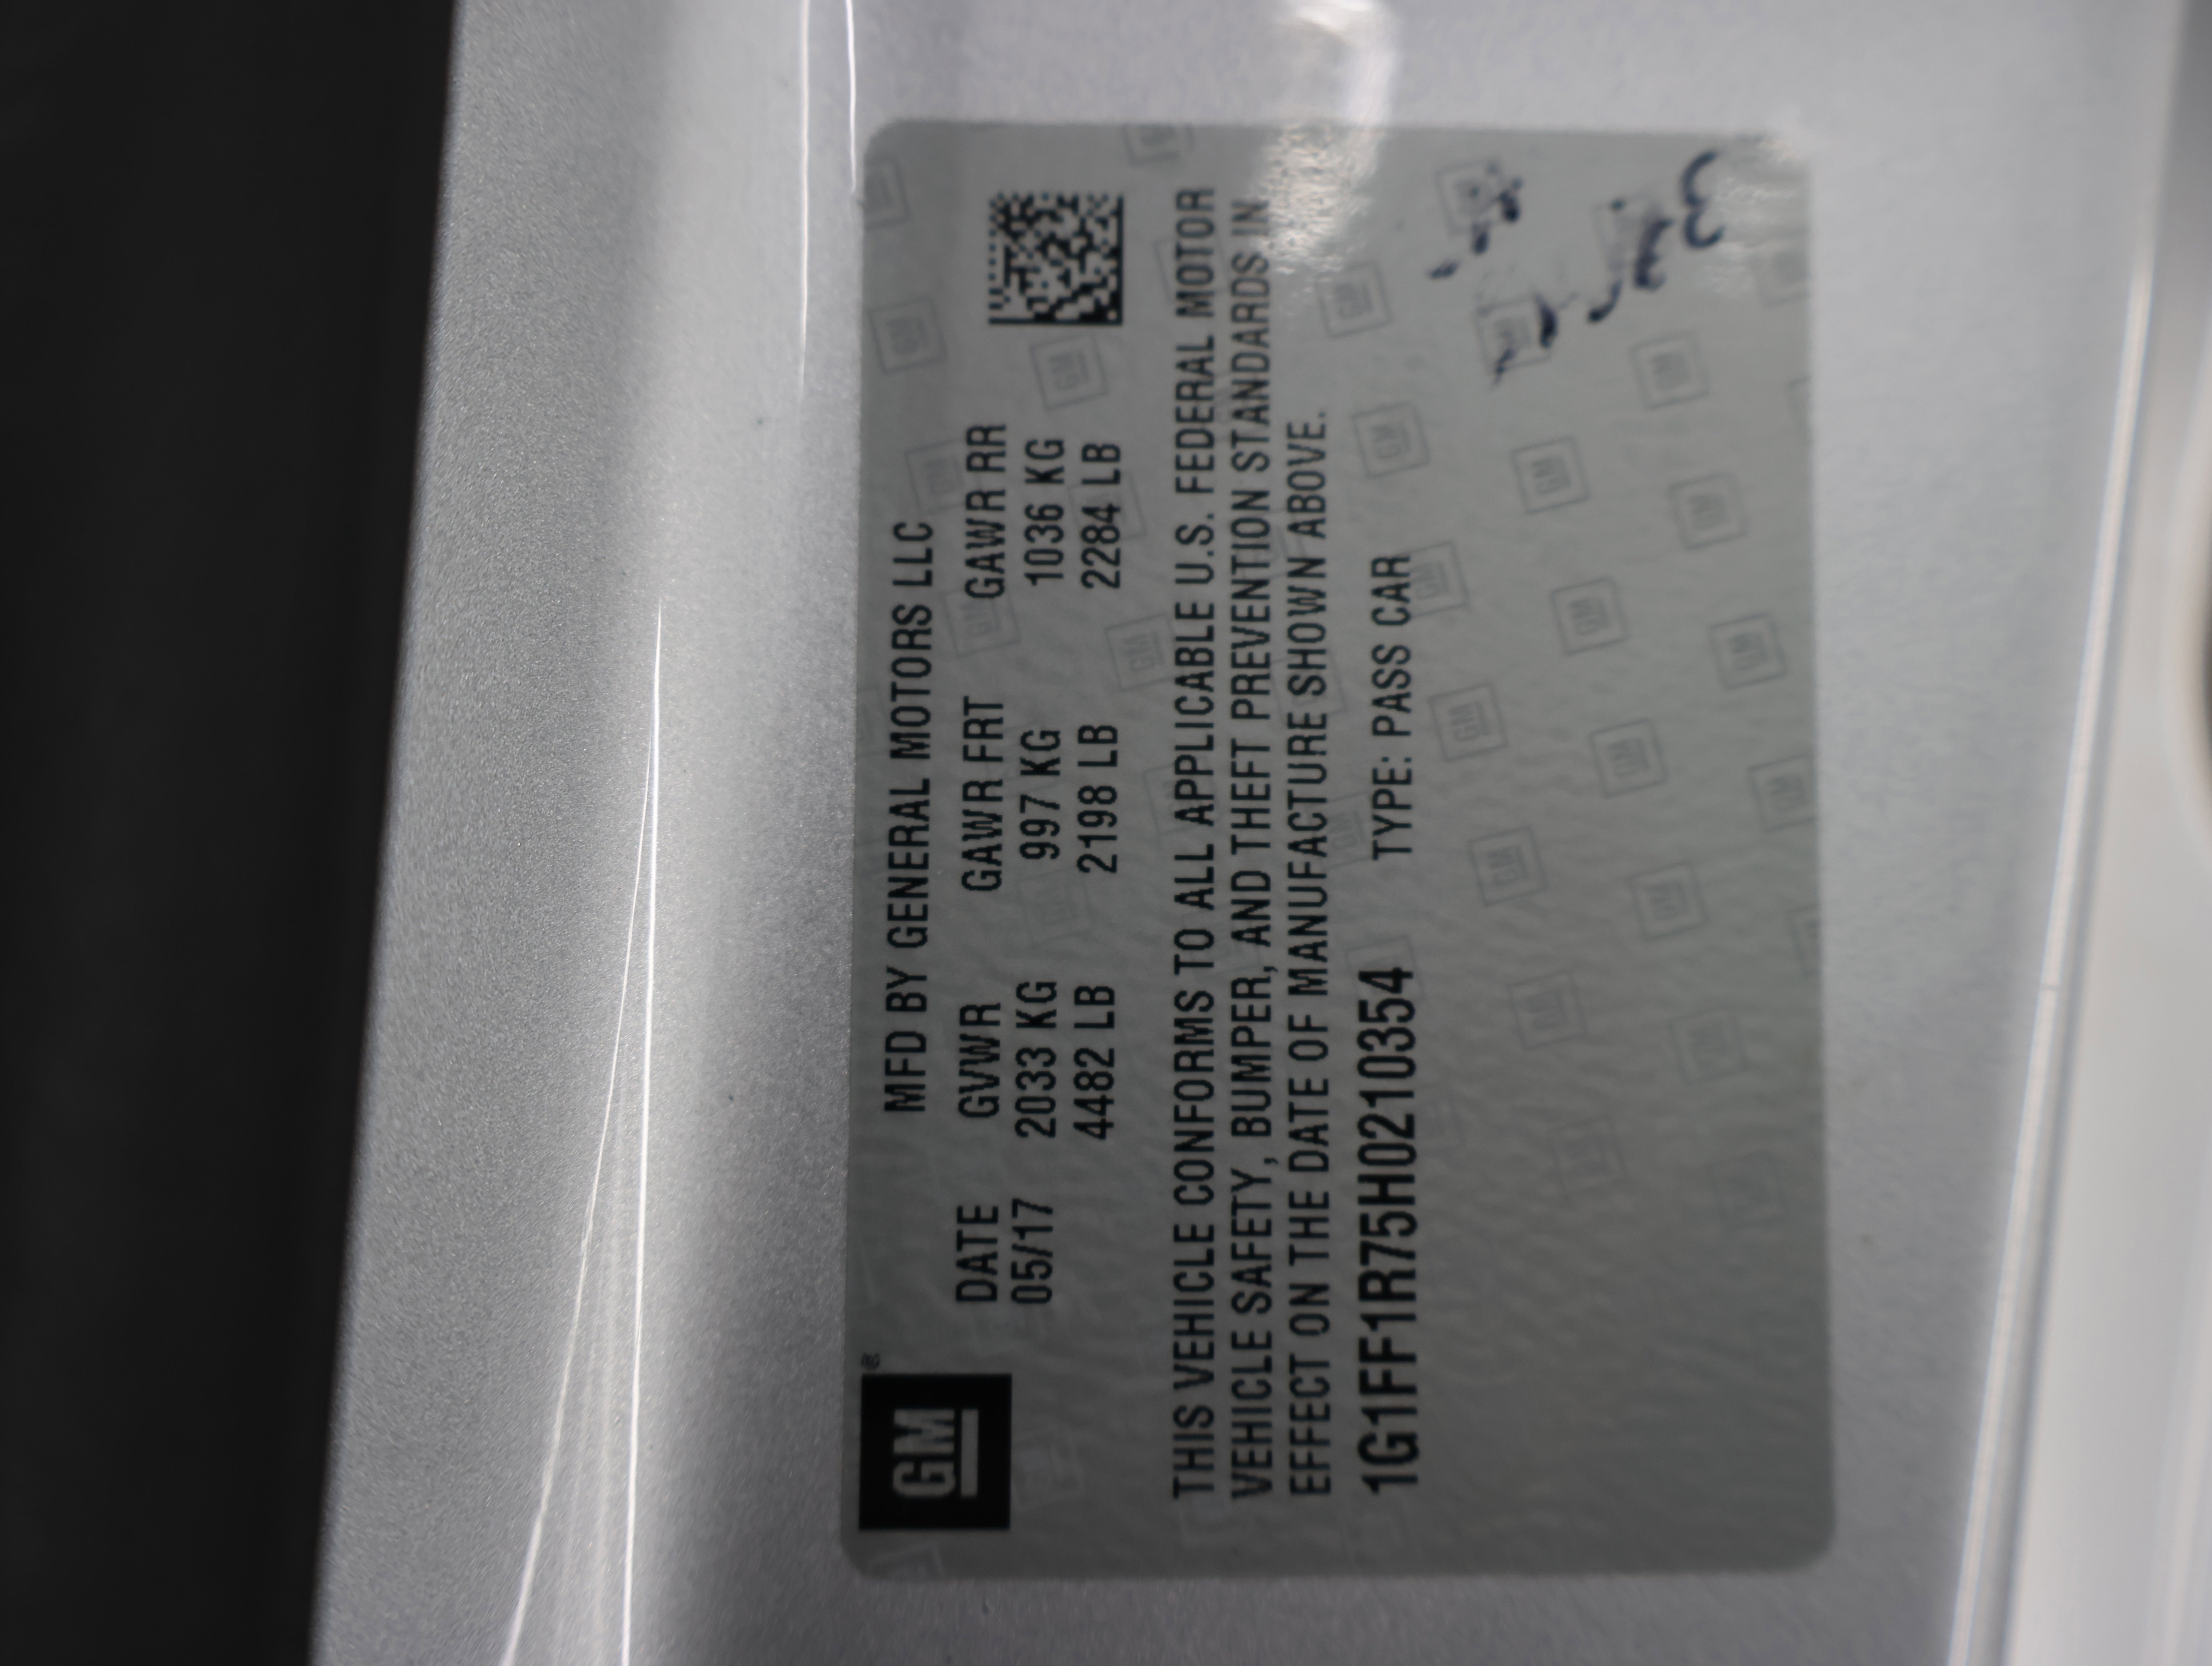 GM ®
MFD BY GENERAL MOTORS LLC
DATE GVWR GAWR FRT GAWR RR
05/17 2033 KG 997 KG 1036 KG
4482 LB 2198 LB 2284 LB
THIS VEHICLE CONFORMS TO ALL APPLICABLE U.S. FEDERAL MOTOR
VEHICLE SAFETY, BUMPER, AND THEFT PREVENTION STANDARDS IN
EFFECT ON THE DATE OF MANUFACTURE SHOWN ABOVE.
1G1FF1R75H0210354 TYPE: PASS CAR